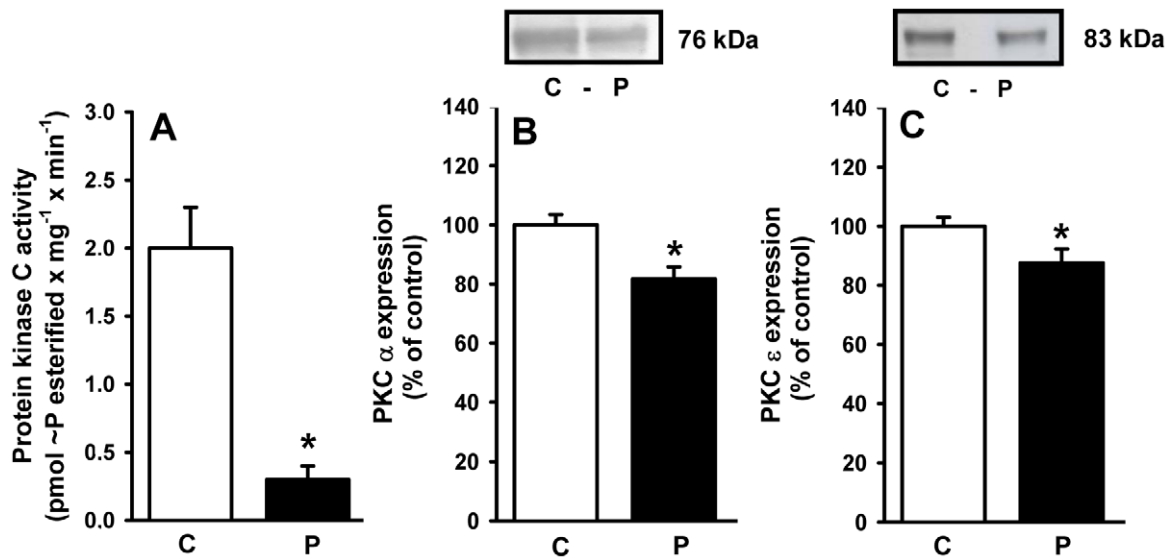 76 kDa
C - P
83 kDa
C - P
A
Protein kinase C activity
(pmol ~P esterified x mg⁻¹ x min⁻¹)
3.0
2.5
2.0
1.5
1.0
0.5
0.0
*
C P
B
PKC α expression
(% of control)
140
120
100
80
60
40
20
0
*
C P
C
PKC ε expression
(% of control)
140
120
100
80
60
40
20
0
*
C P